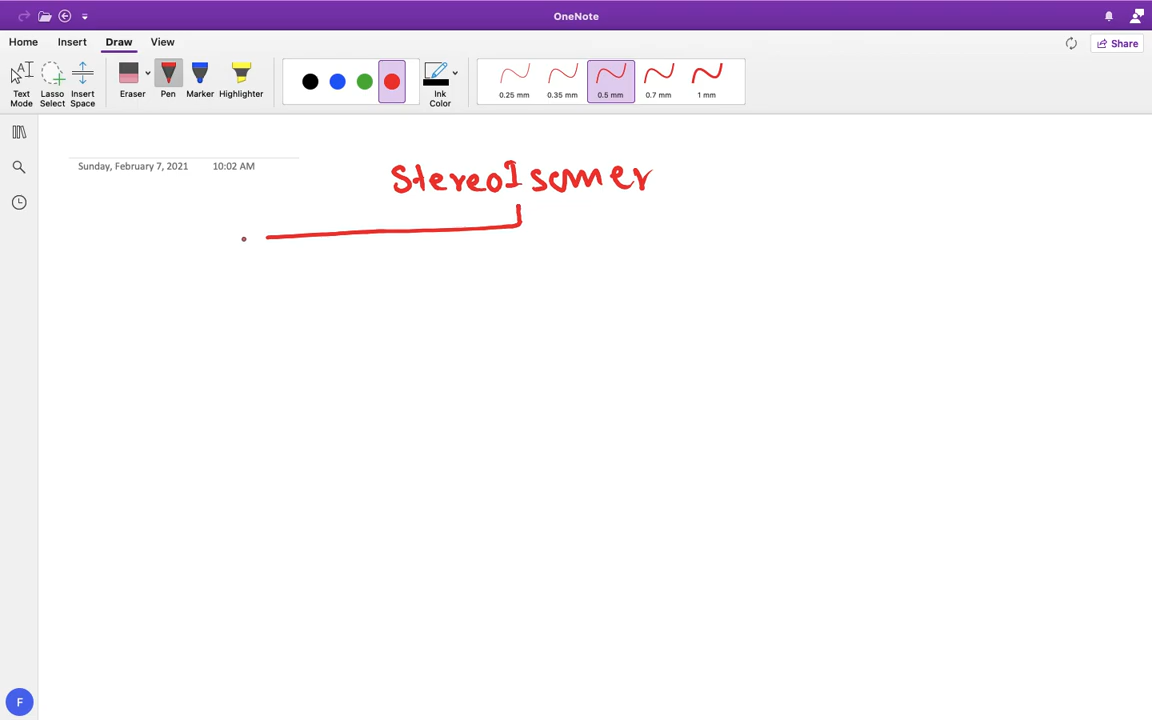 OneNote
Home Insert Draw View
Share
Text Mode
Lasso Select
Insert Space
Eraser
Pen
Marker
Highlighter
Ink Color
0.25 mm
0.35 mm
0.5 mm
0.7 mm
1 mm
Sunday, February 7, 2021 10:02 AM
StereoIsomer
F